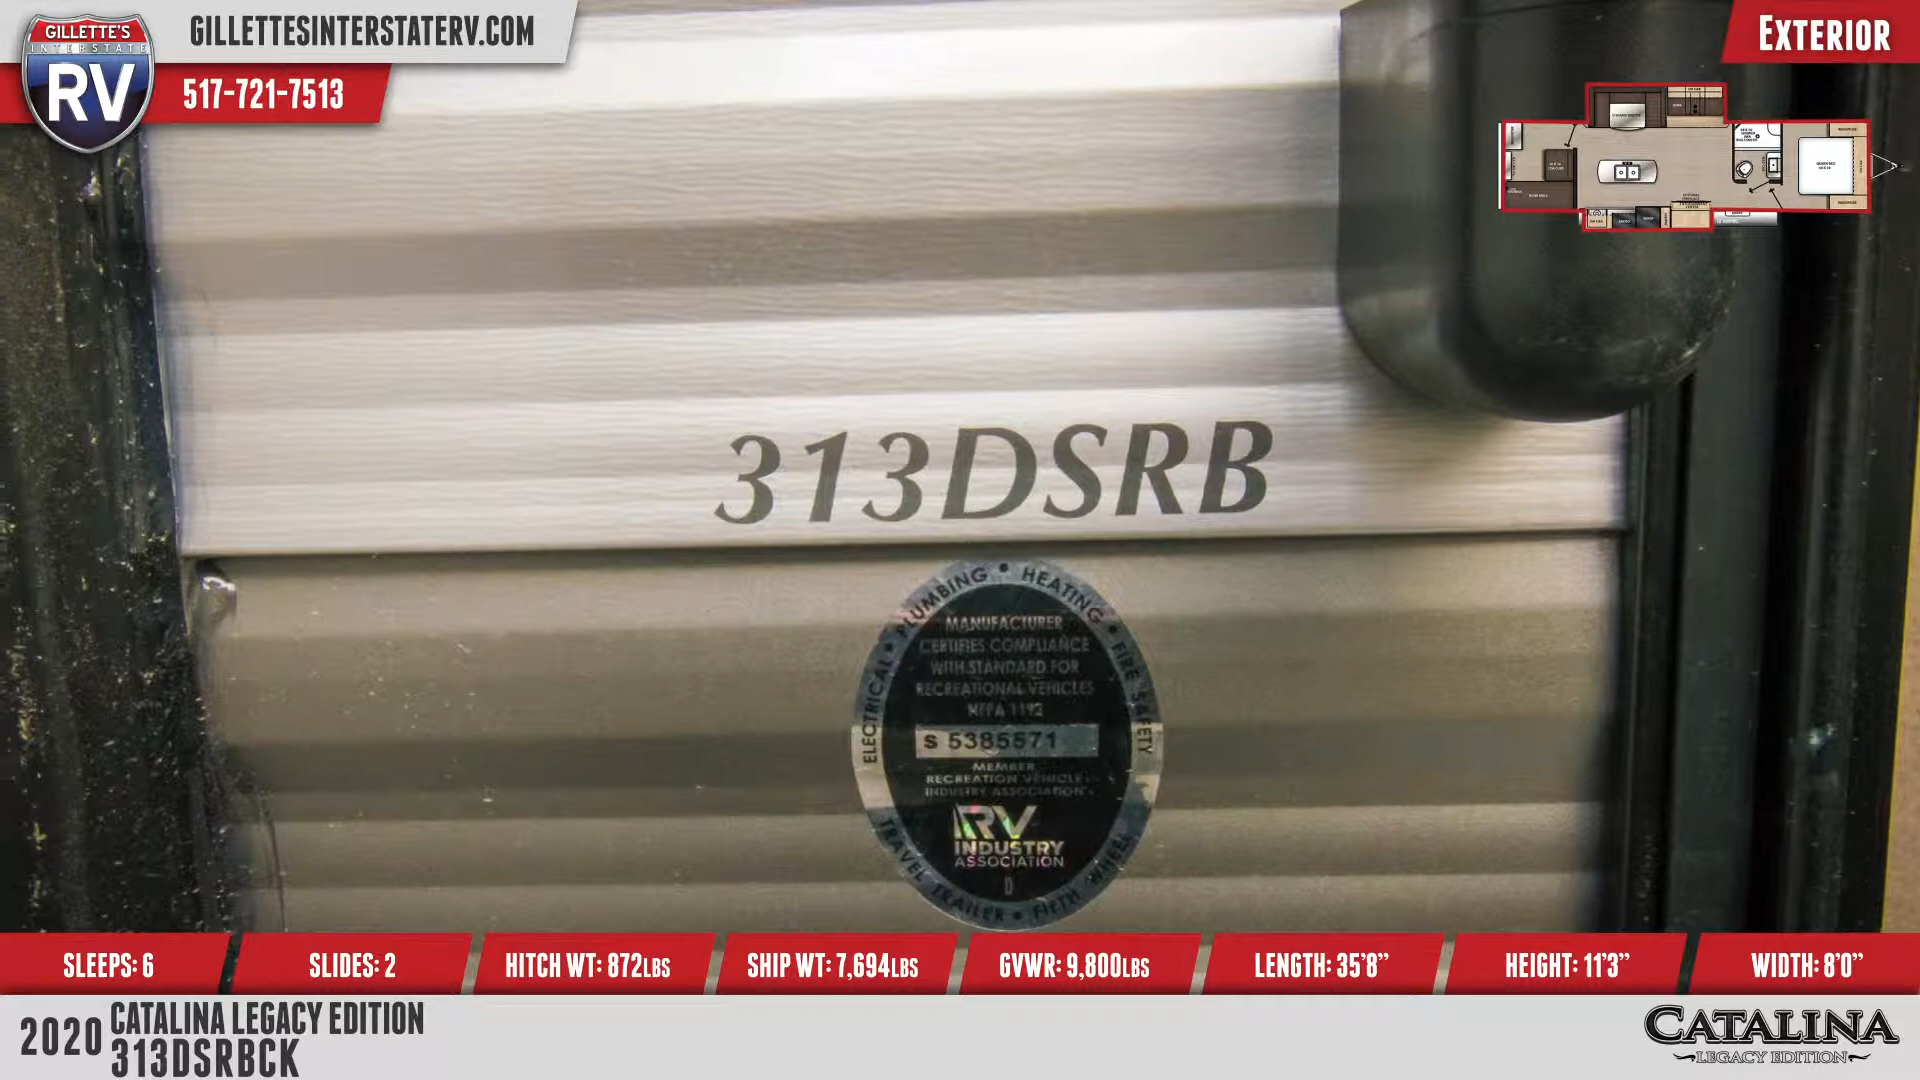 GILLETTE'S
INTERSTATE
RV
GILLETTESINTERSTATERV.COM
517-721-7513
EXTERIOR
313DSRB
PLUMBING • HEATING • FIRE SAFETY
ELECTRICAL •
MANUFACTURER
CERTIFIES COMPLIANCE
WITH STANDARD FOR
RECREATIONAL VEHICLES
NFPA 1192
S 5385571
MEMBER
RECREATION VEHICLE
INDUSTRY ASSOCIATION
RV
INDUSTRY
ASSOCIATION
D
TRAVEL TRAILER • FIFTH WHEEL
SLEEPS: 6
SLIDES: 2
HITCH WT: 872LBS
SHIP WT: 7,694LBS
GVWR: 9,800LBS
LENGTH: 35'8”
HEIGHT: 11'3”
WIDTH: 8'0”
2020 CATALINA LEGACY EDITION
313DSRBCK
CATALINA
LEGACY EDITION